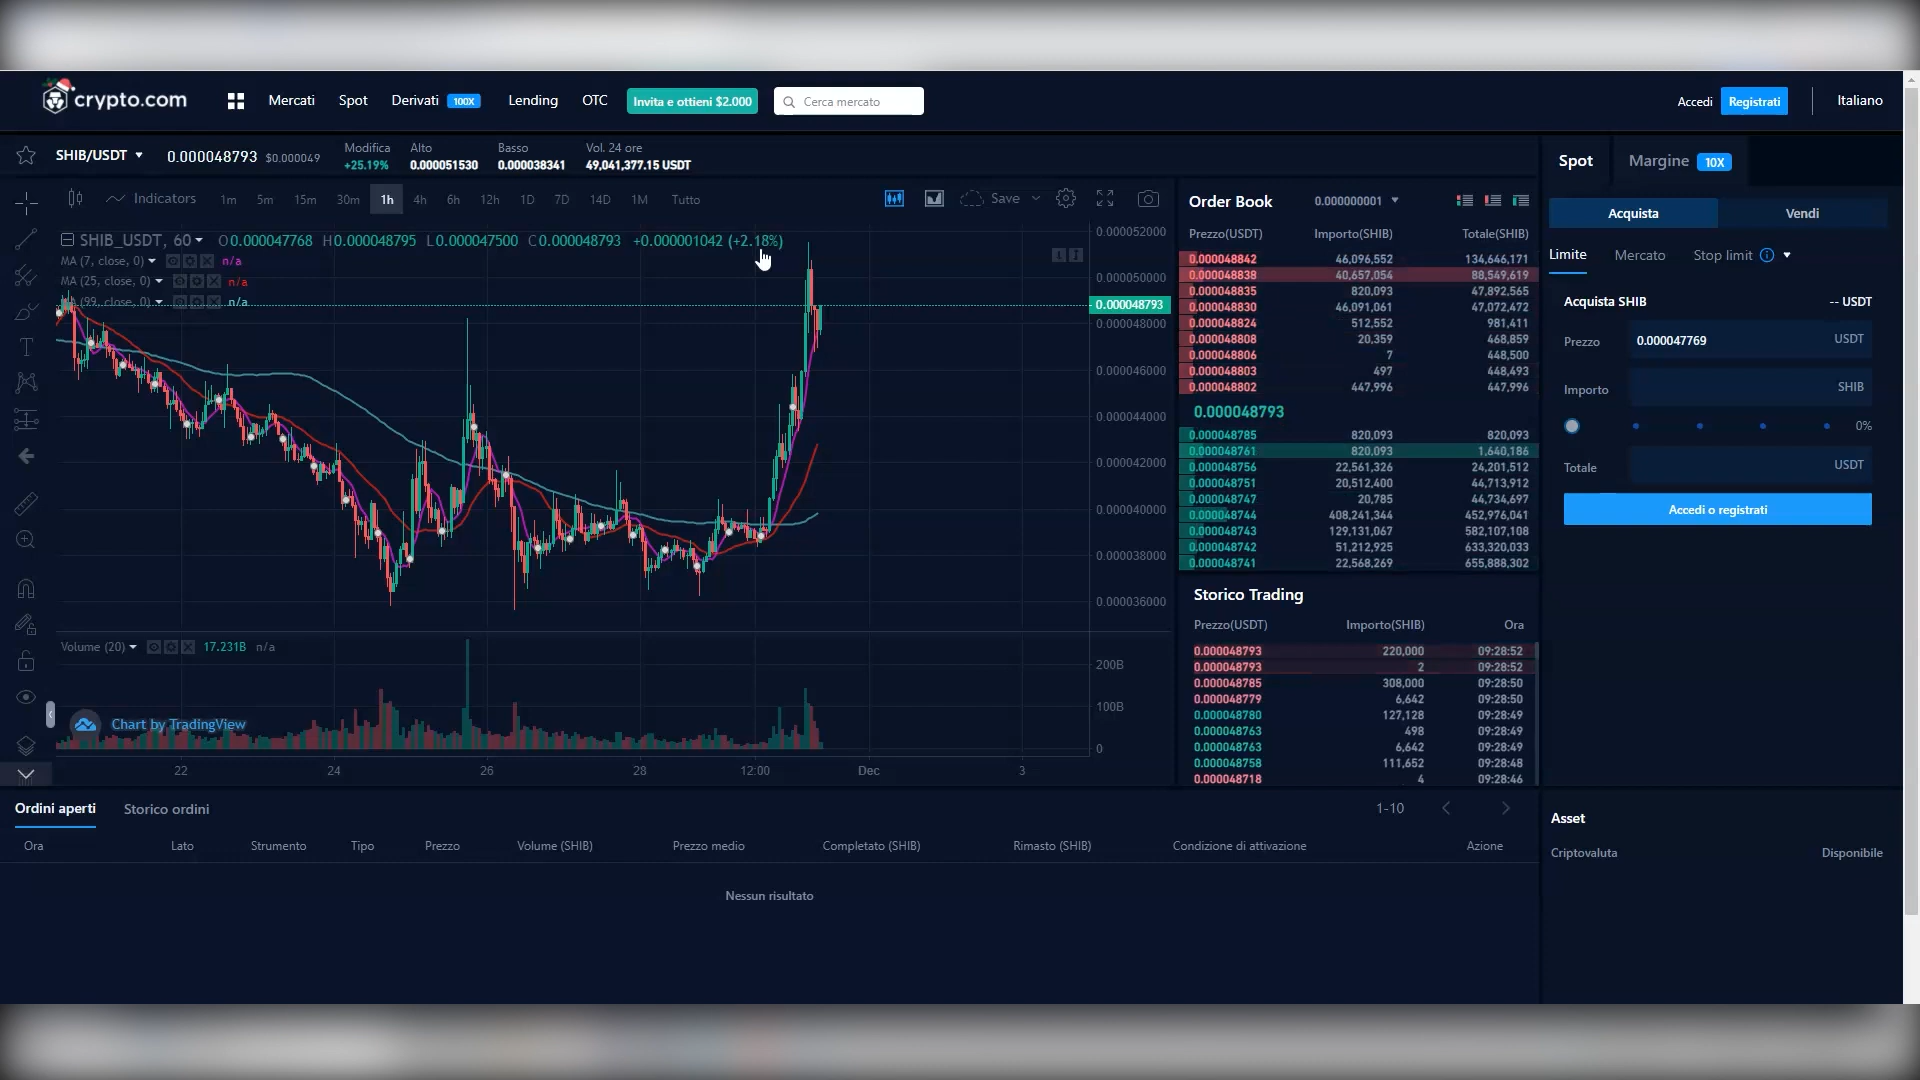 crypto.com
Mercati Spot Derivati 100X Lending OTC Invita e ottieni $2.000 Cerca mercato Accedi Registrati Italiano
SHIB/USDT 0.000048793 $0.000049
Modifica Alto Basso Vol. 24 ore
+25.19% 0.000051530 0.000038341 49,041,377.15 USDT
Indicators 1m 5m 15m 30m 1h 4h 6h 12h 1D 7D 14D 1M Tutto Save
SHIB_USDT, 60 O0.000047768 H0.000048795 L0.000047500 C0.000048793 +0.000001042 (+2.18%)
MA (7, close, 0) n/a
MA (25, close, 0) n/a
(99, close, 0) n/a
L
0.000052000
0.000050000
0.000048793
0.000048000
0.000046000
0.000044000
0.000042000
0.000040000
0.000038000
0.000036000
Volume (20) 17.231B n/a
200B
100B
0
Chart by TradingView
22 24 26 28 12:00 Dec 3
Order Book 0.000000001
Prezzo(USDT) Importo(SHIB) Totale(SHIB)
0.000048842 46,096,552 134,646,171
0.000048838 40,657,054 88,549,619
0.000048835 820,093 47,892,565
0.000048830 46,091,061 47,072,472
0.000048824 512,552 981,411
0.000048808 20,359 468,859
0.000048806 7 448,500
0.000048803 497 448,493
0.000048802 447,996 447,996
0.000048793
0.000048785 820,093 820,093
0.000048761 820,093 1,640,186
0.000048756 22,561,326 24,201,512
0.000048751 20,512,400 44,713,912
0.000048747 20,785 44,734,697
0.000048744 408,241,344 452,976,041
0.000048743 129,131,067 582,107,108
0.000048742 51,212,925 633,320,033
0.000048741 22,568,269 655,888,302
Storico Trading
Prezzo(USDT) Importo(SHIB) Ora
0.000048793 220,000 09:28:52
0.000048793 2 09:28:52
0.000048785 308,000 09:28:50
0.000048779 6,642 09:28:50
0.000048780 127,128 09:28:49
0.000048763 498 09:28:49
0.000048763 6,642 09:28:49
0.000048758 111,652 09:28:48
0.000048718 4 09:28:46
Spot Margine 10X
Acquista Vendi
Limite Mercato Stop limit
Acquista SHIB -- USDT
Prezzo 0.000047769 USDT
Importo SHIB
0%
Totale USDT
Accedi o registrati
Ordini aperti Storico ordini 1-10
Ora Lato Strumento Tipo Prezzo Volume (SHIB) Prezzo medio Completato (SHIB) Rimasto (SHIB) Condizione di attivazione Azione
Nessun risultato
Asset
Criptovaluta Disponibile